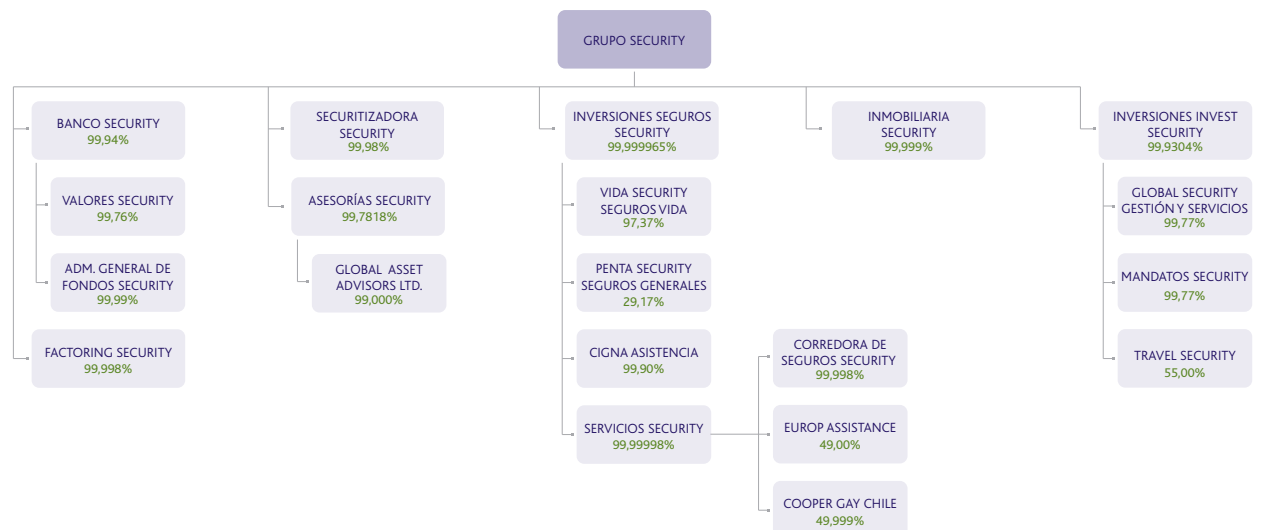 GRUPO SECURITY
BANCO SECURITY
99,94%
VALORES SECURITY
99,76%
ADM. GENERAL DE
FONDOS SECURITY
99,99%
FACTORING SECURITY
99,998%
SECURITIZADORA
SECURITY
99,98%
ASESORÍAS SECURITY
99,7818%
GLOBAL ASSET
ADVISORS LTD.
99,000%
INVERSIONES SEGUROS
SECURITY
99,999965%
VIDA SECURITY
SEGUROS VIDA
97,37%
PENTA SECURITY
SEGUROS GENERALES
29,17%
CIGNA ASISTENCIA
99,90%
SERVICIOS SECURITY
99,99998%
CORREDORA DE
SEGUROS SECURITY
99,998%
EUROP ASSISTANCE
49,00%
COOPER GAY CHILE
49,999%
INMOBILIARIA
SECURITY
99,999%
INVERSIONES INVEST
SECURITY
99,9304%
GLOBAL SECURITY
GESTIÓN Y SERVICIOS
99,77%
MANDATOS SECURITY
99,77%
TRAVEL SECURITY
55,00%